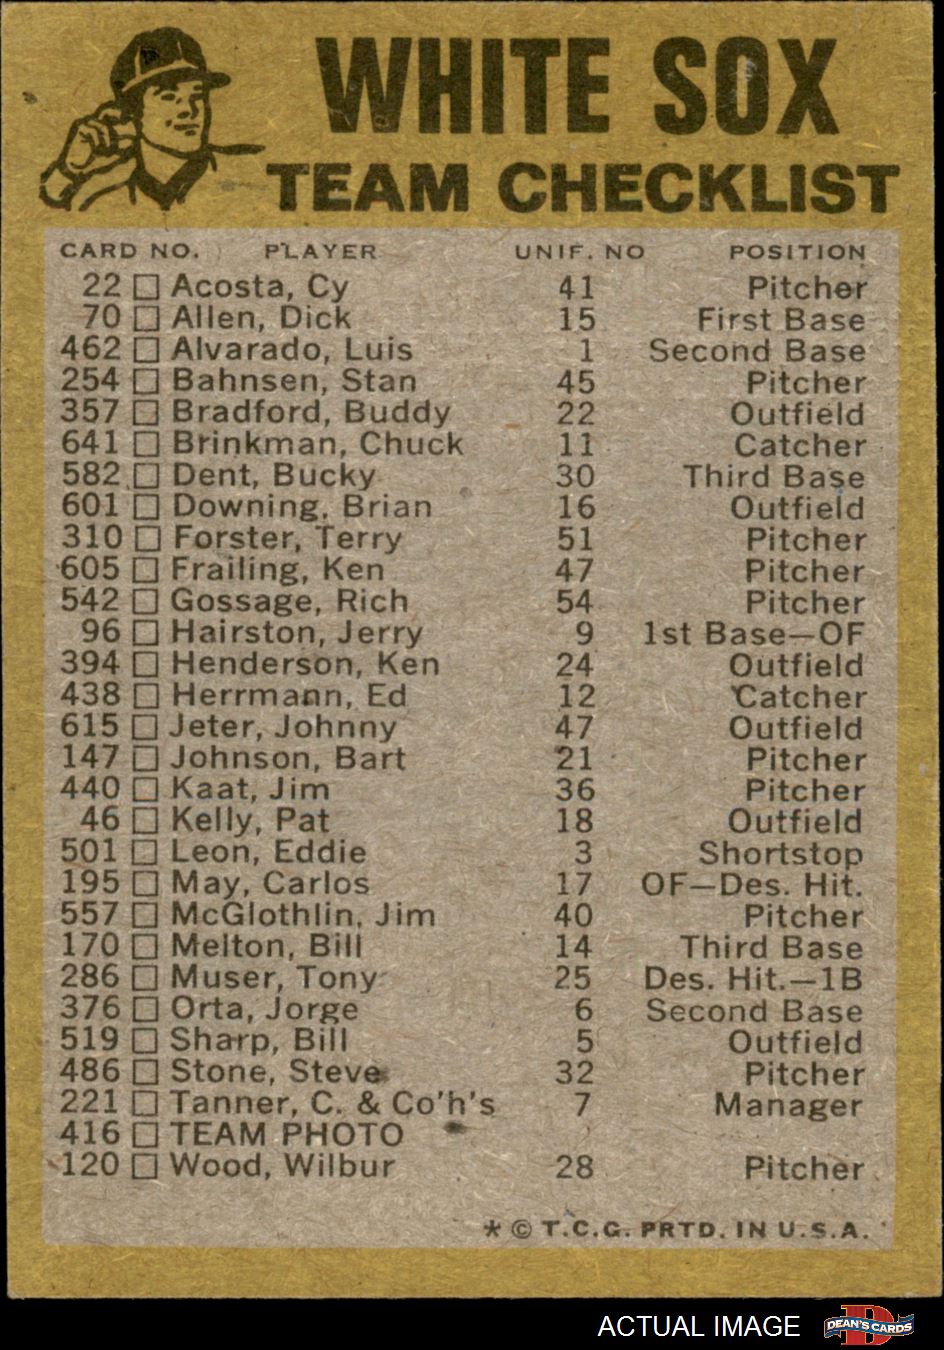 WHITE SOX
TEAM CHECKLIST
CARD NO. PLAYER UNIF. NO POSITION
22 Acosta, Cy 41 Pitcher
70 Allen, Dick 15 First Base
462 Alvarado, Luis 1 Second Base
254 Bahnsen, Stan 45 Pitcher
357 Bradford, Buddy 22 Outfield
641 Brinkman, Chuck 11 Catcher
582 Dent, Bucky 30 Third Base
601 Downing, Brian 16 Outfield
310 Forster, Terry 51 Pitcher
605 Frailing, Ken 47 Pitcher
542 Gossage, Rich 54 Pitcher
96 Hairston, Jerry 9 1st Base—OF
394 Henderson, Ken 24 Outfield
438 Herrmann, Ed 12 Catcher
615 Jeter, Johnny 47 Outfield
147 Johnson, Bart 21 Pitcher
440 Kaat, Jim 36 Pitcher
46 Kelly, Pat 18 Outfield
501 Leon, Eddie 3 Shortstop
195 May, Carlos 17 OF—Des. Hit.
557 McGlothlin, Jim 40 Pitcher
170 Melton, Bill 14 Third Base
286 Muser, Tony 25 Des. Hit.—1B
376 Orta, Jorge 6 Second Base
519 Sharp, Bill 5 Outfield
486 Stone, Steve 32 Pitcher
221 Tanner, C. & Co'h's 7 Manager
416 TEAM PHOTO
120 Wood, Wilbur 28 Pitcher
* © T.C.G. PRTD. IN U.S.A.
ACTUAL IMAGE DEAN'S CARDS